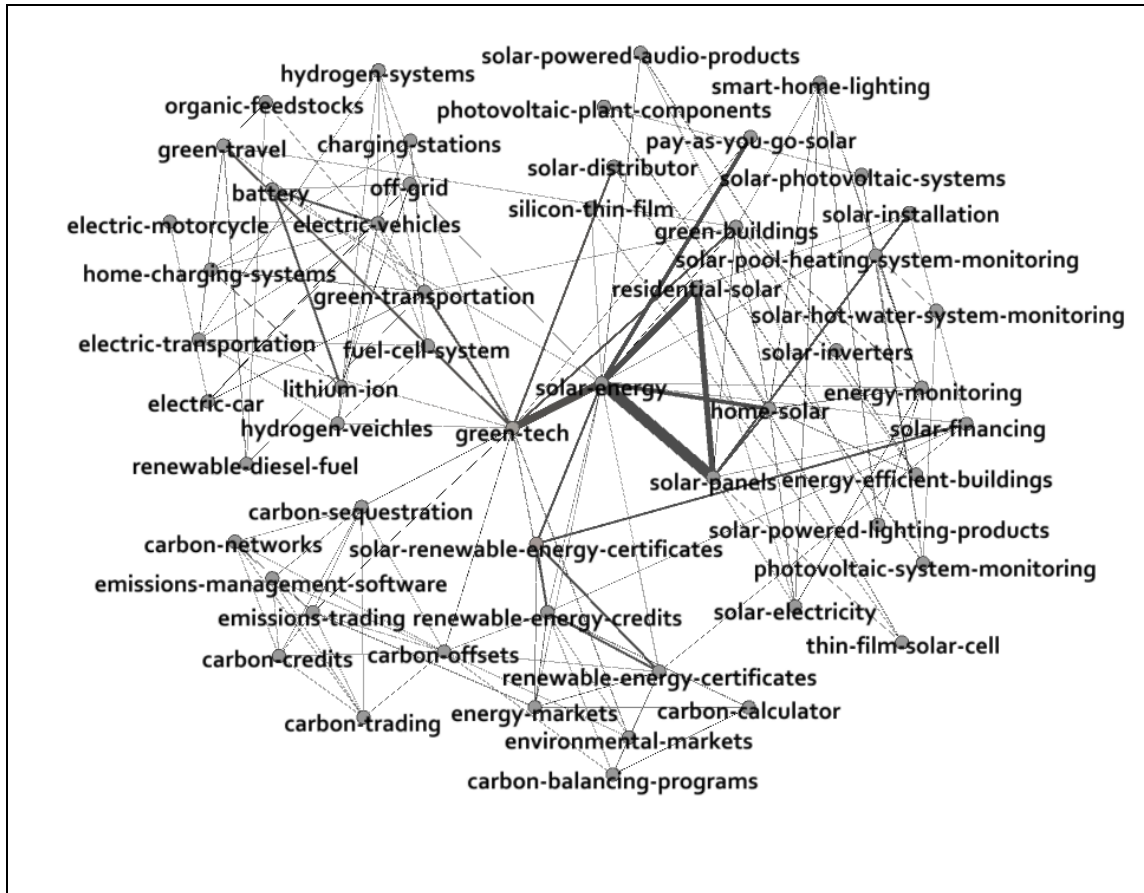 solar-powered-audio-products
hydrogen-systems
smart-home-lighting
organic-feedstocks
photovoltaic-plant-components
green-travel
charging-stations
pay-as-you-go-solar
solar-distributor
solar-photovoltaic-systems
battery
off-grid
silicon-thin-film
solar-installation
electric-motorcycle
electric-vehicles
green-buildings
solar-pool-heating-system-monitoring
home-charging-systems
residential-solar
green-transportation
solar-hot-water-system-monitoring
electric-transportation
fuel-cell-system
solar-inverters
lithium-ion
solar-energy
energy-monitoring
electric-car
home-solar
hydrogen-veichles
green-tech
solar-financing
renewable-diesel-fuel
solar-panels
energy-efficient-buildings
carbon-sequestration
solar-powered-lighting-products
carbon-networks
solar-renewable-energy-certificates
photovoltaic-system-monitoring
emissions-management-software
emissions-trading
renewable-energy-credits
solar-electricity
thin-film-solar-cell
carbon-credits
carbon-offsets
renewable-energy-certificates
carbon-trading
energy-markets
carbon-calculator
environmental-markets
carbon-balancing-programs